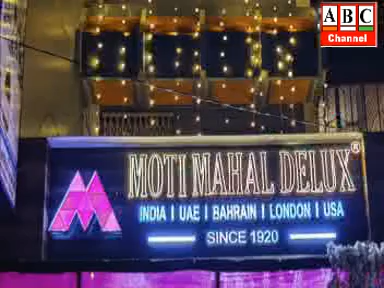 ABC
Channel
MOTI MAHAL DELUX®
INDIA | UAE | BAHRAIN | LONDON | USA
SINCE 1920